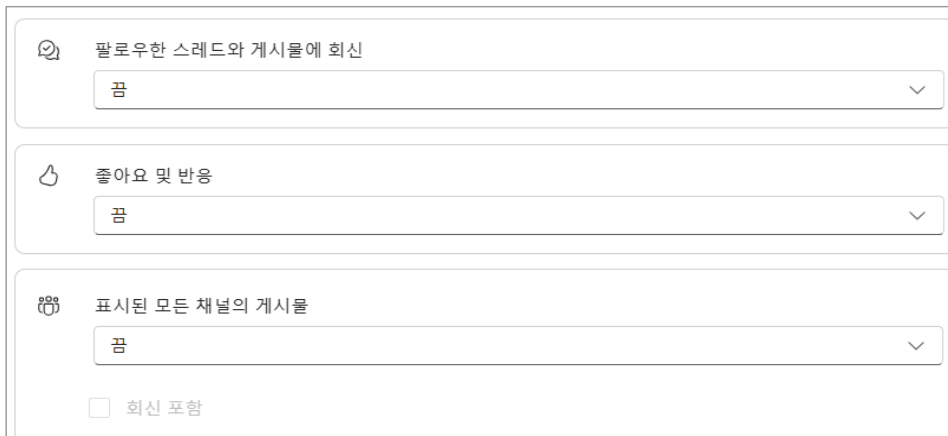 팔로우한 스레드와 게시물에 회신
끔
좋아요 및 반응
끔
표시된 모든 채널의 게시물
끔
회신 포함